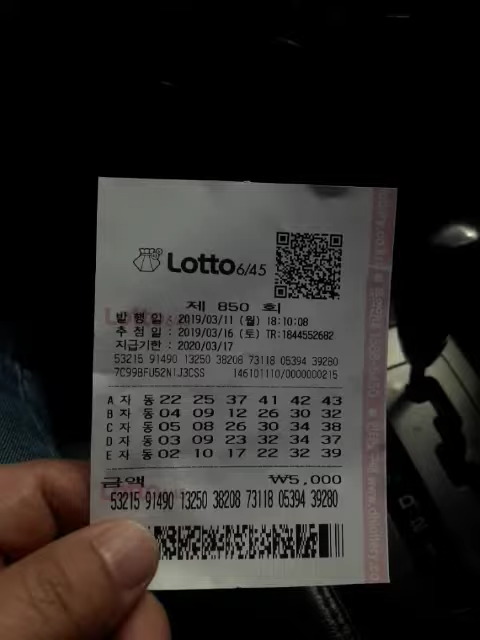 Lotto 6/45
제 850 회
발 행 일 : 2019/03/11 (월) 18:10:08
추 첨 일 : 2019/03/16 (토) TR:1844552682
지급기한 : 2020/03/17
53215 91490 13250 38208 73118 05394 39280
7C99BFU52N1J3CSS 146101110/0000000215
A 자 동 22 25 37 41 42 43
B 자 동 04 09 12 26 30 32
C 자 동 05 08 26 30 34 38
D 자 동 03 09 23 32 34 37
E 자 동 02 10 17 22 32 39
금액 ₩5,000
53215 91490 13250 38208 73118 05394 39280